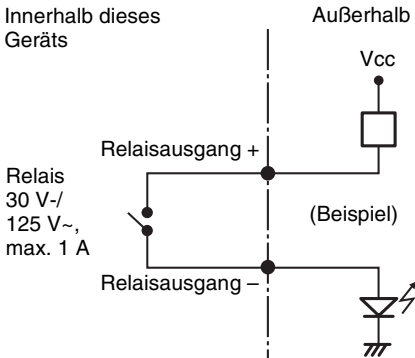 Innerhalb dieses
Geräts
Außerhalb
Vcc
Relaisausgang +
Relais
30 V-/
125 V~,
max. 1 A
(Beispiel)
Relaisausgang –